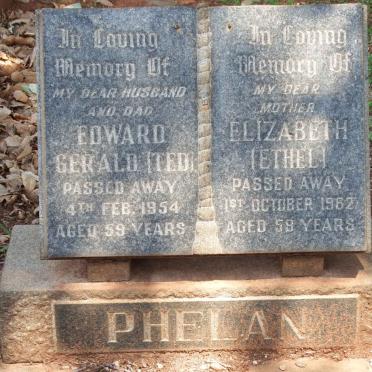 In Loving
Memory Of
MY DEAR HUSBAND
AND DAD
EDWARD
GERALD (TED)
PASSED AWAY
4TH FEB. 1954
AGED 59 YEARS
In Loving
Memory Of
MY DEAR
MOTHER
ELIZABETH
(ETHEL)
PASSED AWAY
1ST OCTOBER 1962
AGED 59 YEARS
PHELAN